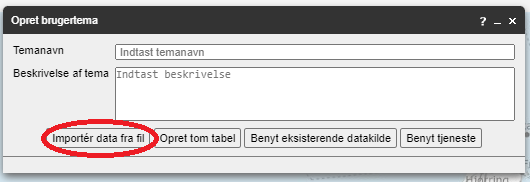 Opret brugertema ? _ ×
Temanavn Indtast temanavn
Beskrivelse af tema Indtast beskrivelse
Importér data fra fil Opret tom tabel Benyt eksisterende datakilde Benyt tjeneste
Hjørring